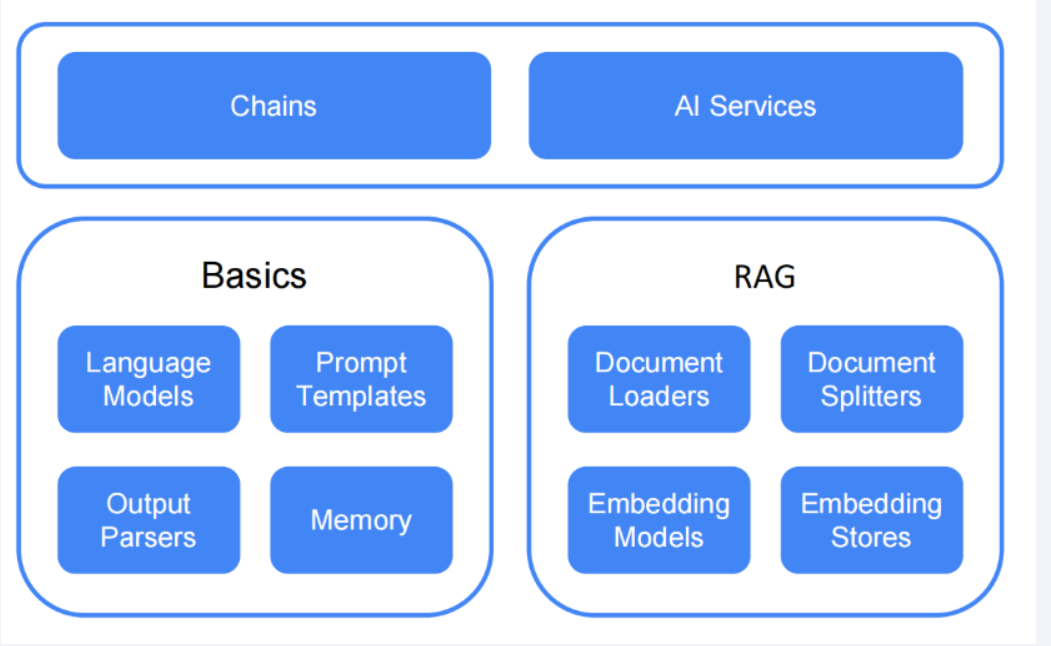 Chains
AI Services
Basics
Language
Models
Prompt
Templates
Output
Parsers
Memory
RAG
Document
Loaders
Document
Splitters
Embedding
Models
Embedding
Stores